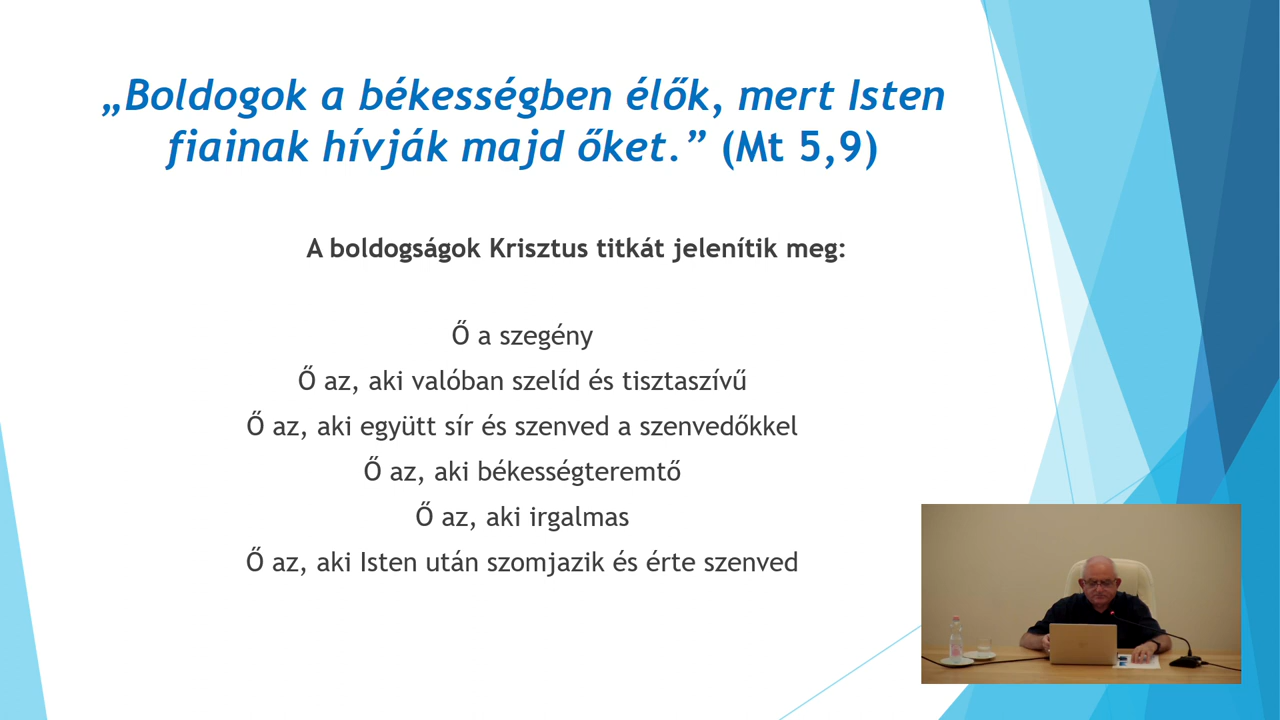 „Boldogok a békességben élők, mert Isten
fiainak hívják majd őket.” (Mt 5,9)
A boldogságok Krisztus titkát jelenítik meg:
Ő a szegény
Ő az, aki valóban szelíd és tisztaszívű
Ő az, aki együtt sír és szenved a szenvedőkkel
Ő az, aki békességteremtő
Ő az, aki irgalmas
Ő az, aki Isten után szomjazik és érte szenved